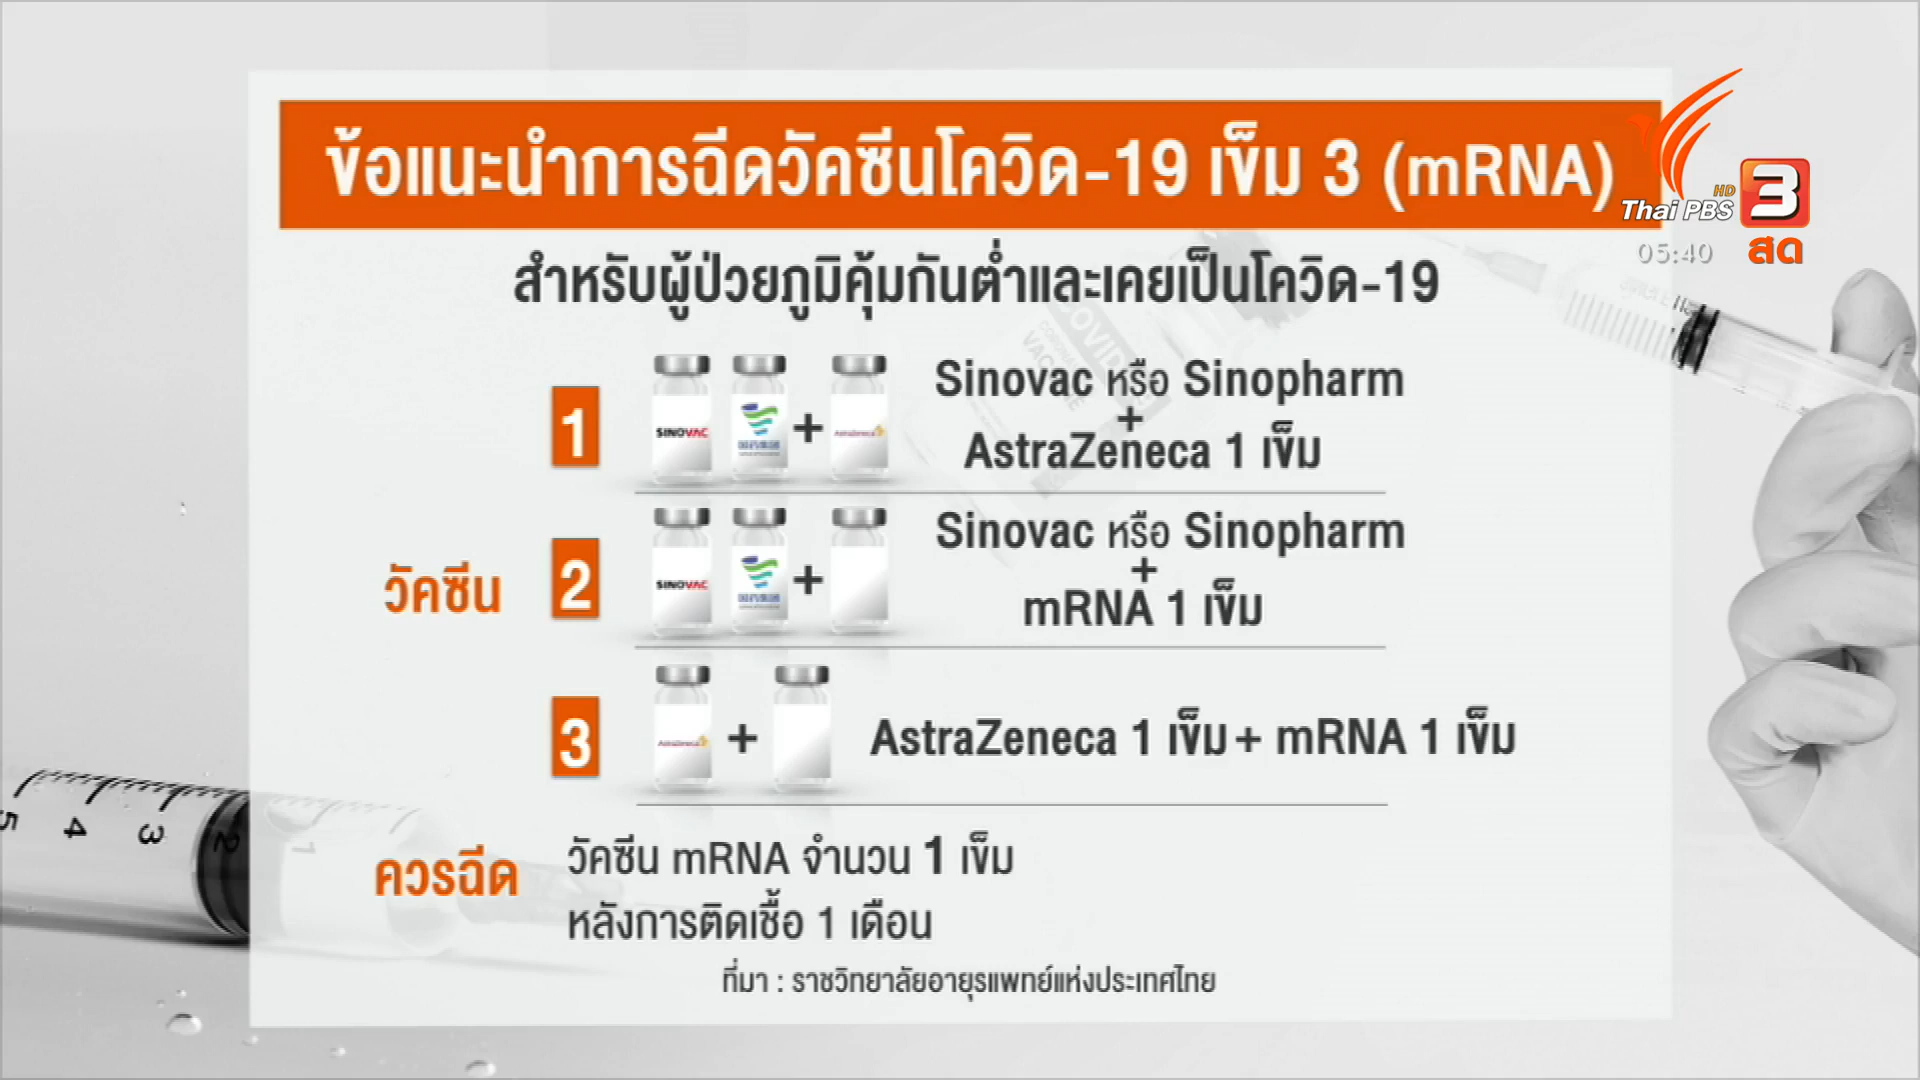 ข้อแนะนำการฉีดวัคซีนโควิด-19 เข็ม 3 (mRNA)
HD
Thai PBS 3
05:40 สด
สำหรับผู้ป่วยภูมิคุ้มกันต่ำและเคยเป็นโควิด-19
วัคซีน
1
SINOVAC
+
AstraZeneca
Sinovac หรือ Sinopharm
+
AstraZeneca 1 เข็ม
2
SINOVAC
+
Sinovac หรือ Sinopharm
+
mRNA 1 เข็ม
3
AstraZeneca
+
AstraZeneca 1 เข็ม + mRNA 1 เข็ม
ควรฉีด
วัคซีน mRNA จำนวน 1 เข็ม
หลังการติดเชื้อ 1 เดือน
ที่มา : ราชวิทยาลัยอายุรแพทย์แห่งประเทศไทย
5 4 3 2 1
COVID
VACCINE